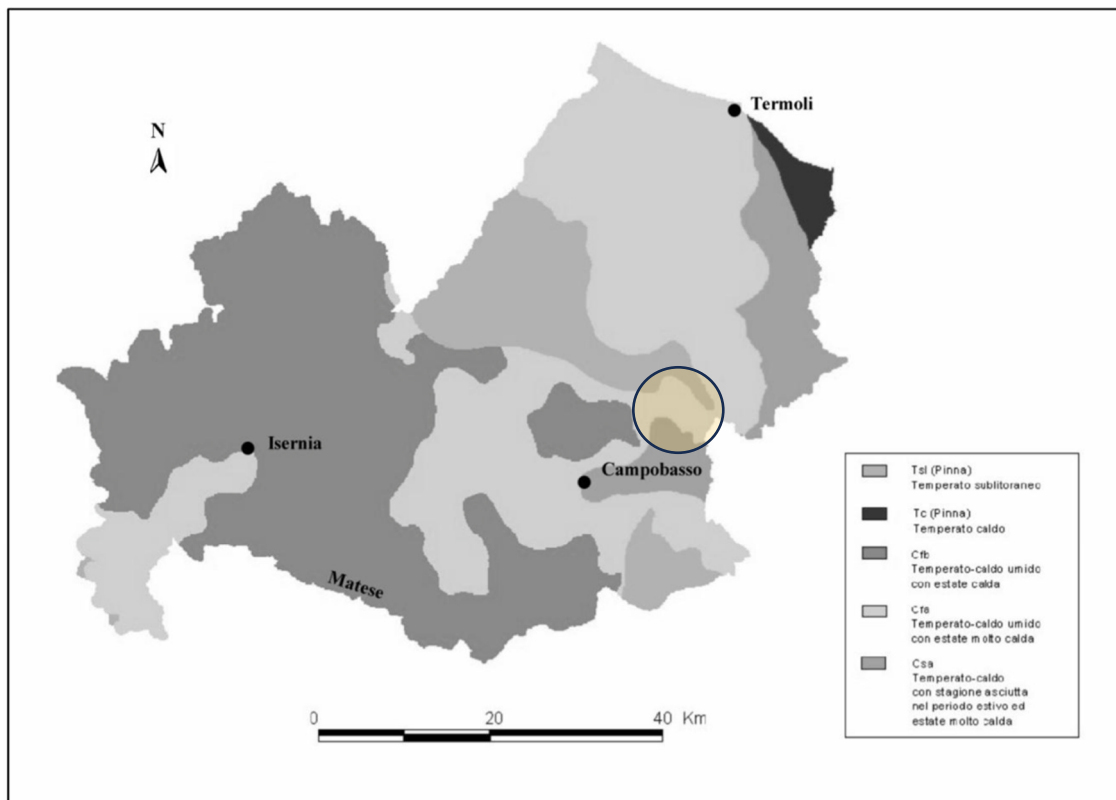 Termoli
N
Isernia
Campobasso
Matese
Tsl (Pinna)
Temperato sublitoraneo
Tc (Pinna)
Temperato caldo
Cfb
Temperato-caldo umido
con estate calda
Cfa
Temperato-caldo umido
con estate molto calda
Csa
Temperato-caldo
con stagione asciutta
nel periodo estivo ed
estate molto calda
0 20 40 Km